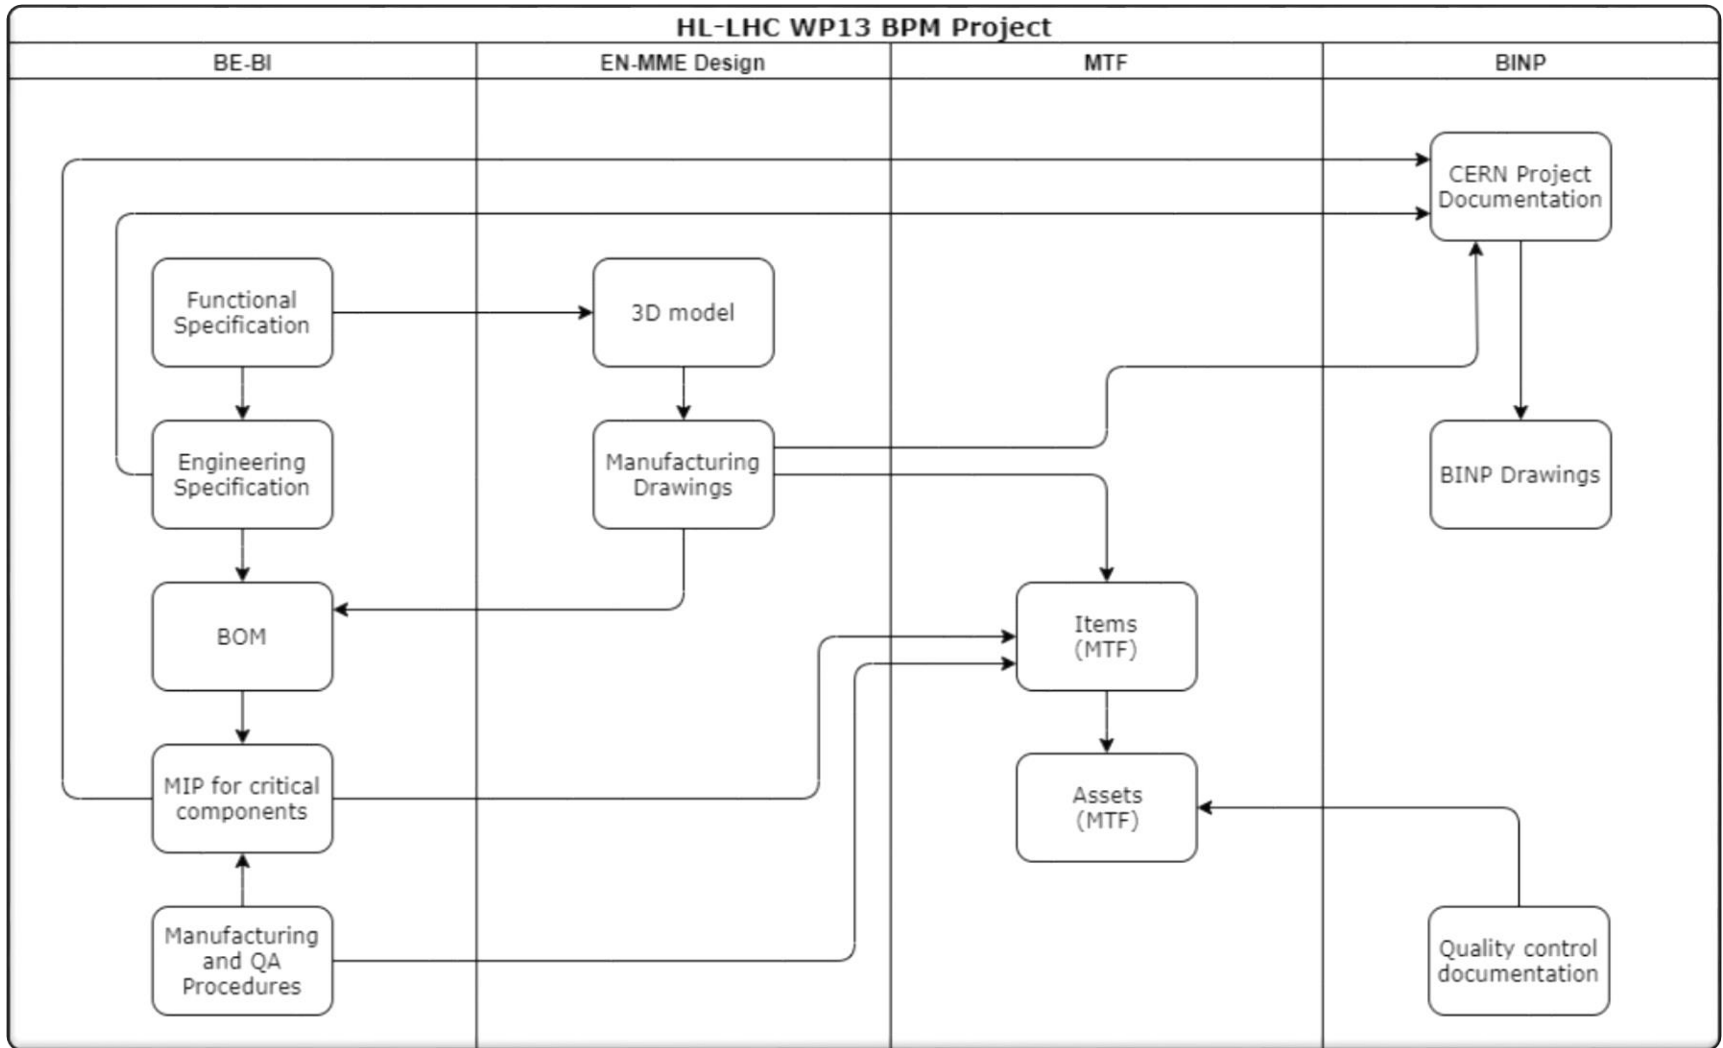 HL-LHC WP13 BPM Project
BE-BI
EN-MME Design
MTF
BINP
CERN Project
Documentation
Functional
Specification
3D model
Engineering
Specification
Manufacturing
Drawings
BINP Drawings
BOM
Items
(MTF)
MIP for critical
components
Assets
(MTF)
Manufacturing
and QA
Procedures
Quality control
documentation